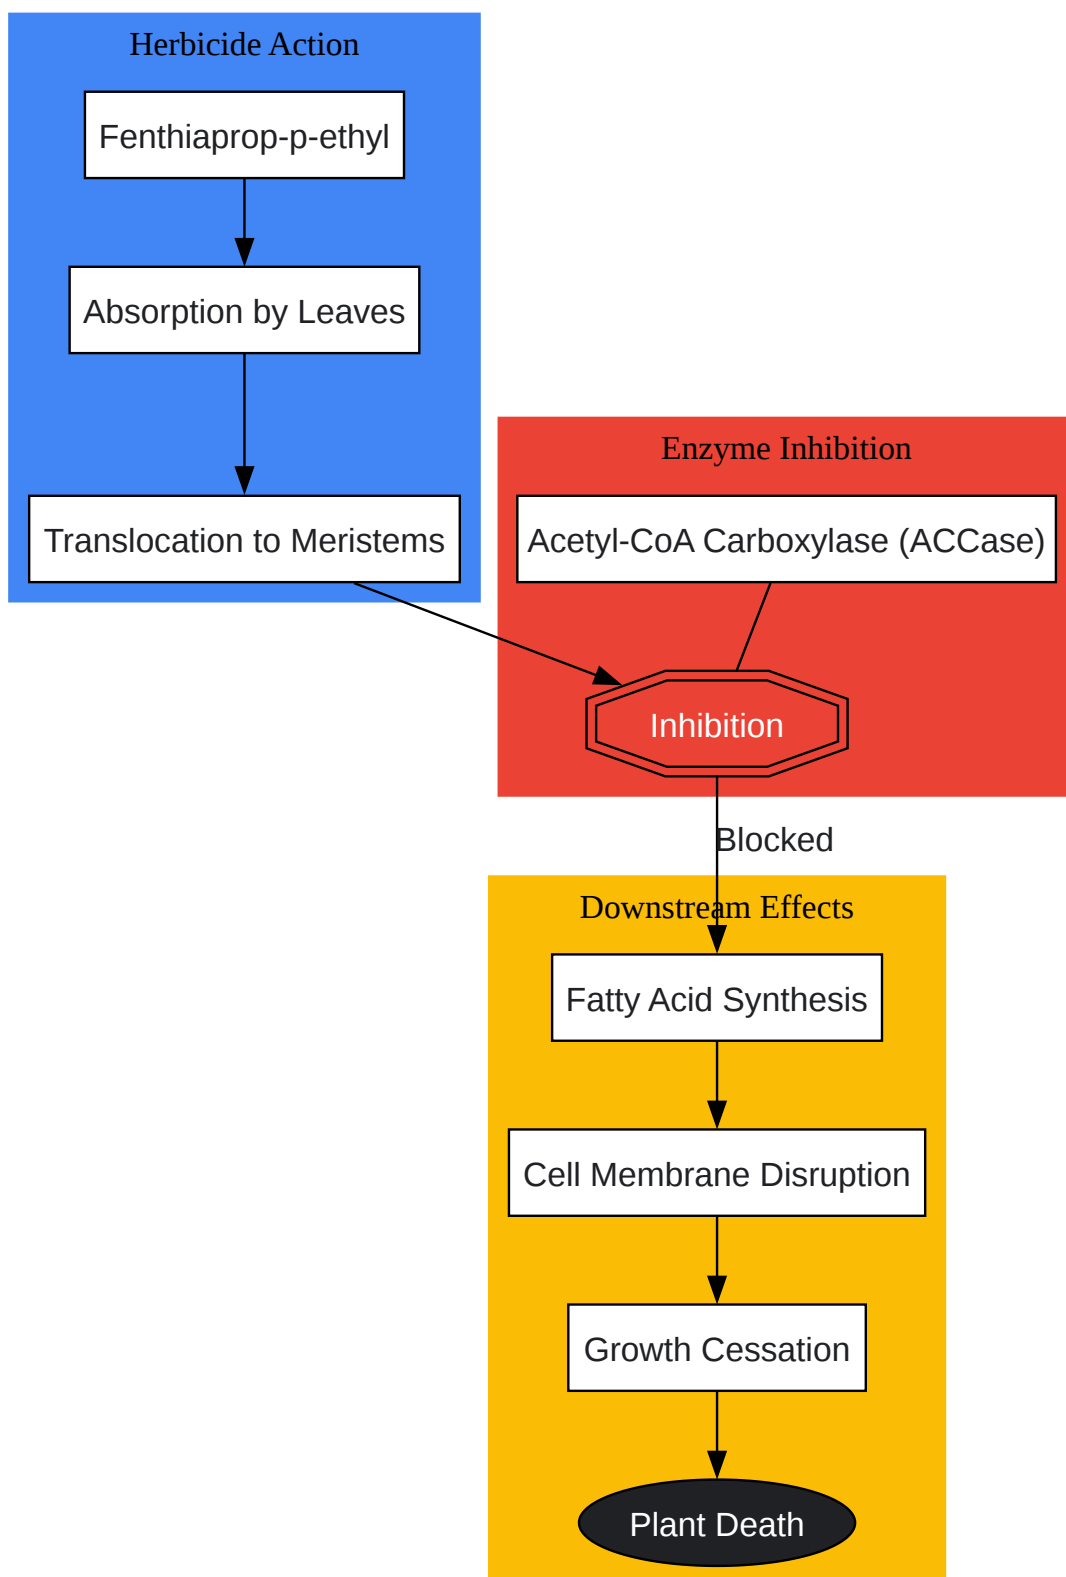 Herbicide Action
Fenthiaprop-p-ethyl
Absorption by Leaves
Translocation to Meristems
Enzyme Inhibition
Acetyl-CoA Carboxylase (ACCase)
Inhibition
Blocked
Downstream Effects
Fatty Acid Synthesis
Cell Membrane Disruption
Growth Cessation
Plant Death